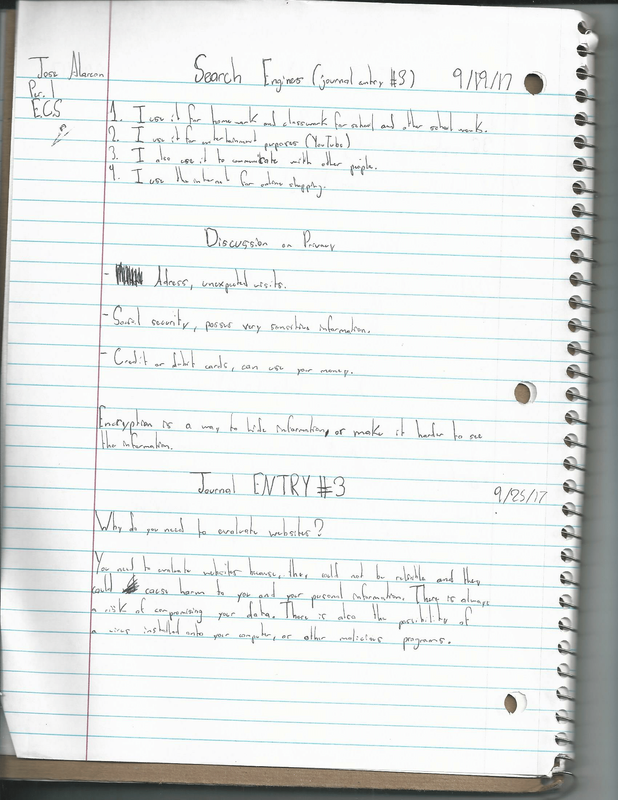 Jose Alarcon
Search Engines (journal entry #3) 9/19/17
Per. 1
E.C.S
1. I use it for homework and classwork for school and other school work.
2. I use it for entertainment purposes (YouTube)
3. I also use it to communicate with other people.
4. I use the internet for online shopping.
Discussion on Privacy
- Adress, unexpected visits.
- Social security, posses very sensitive information.
- Credit or debit cards, can use your money.
Encryption is a way to hide information, or make it harder to see
the information.
Journal ENTRY #3 9/25/17
Why do you need to evaluate websites?
You need to evaluate websites because, they could not be reliable and they
could cause harm to you and your personal information. There is always
a risk of compromising your data. There is also the possibility of
a virus installed onto your computer, or other malicious programs.